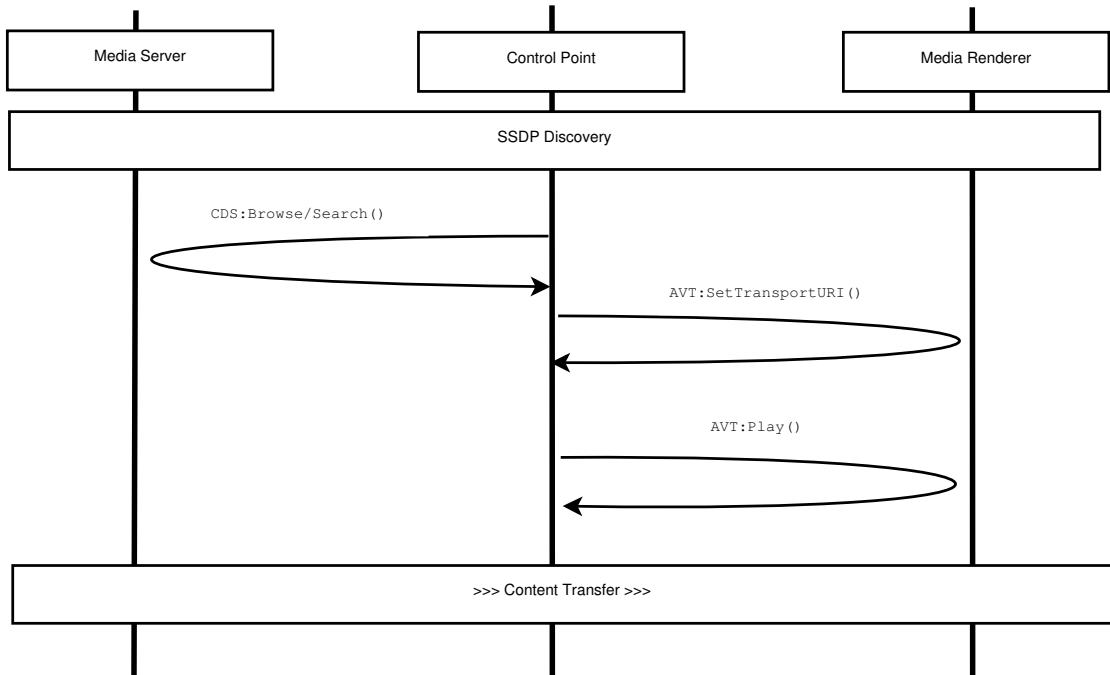 Media Server
Control Point
Media Renderer
SSDP Discovery
CDS:Browse/Search()
AVT:SetTransportURI()
AVT:Play()
>>> Content Transfer >>>